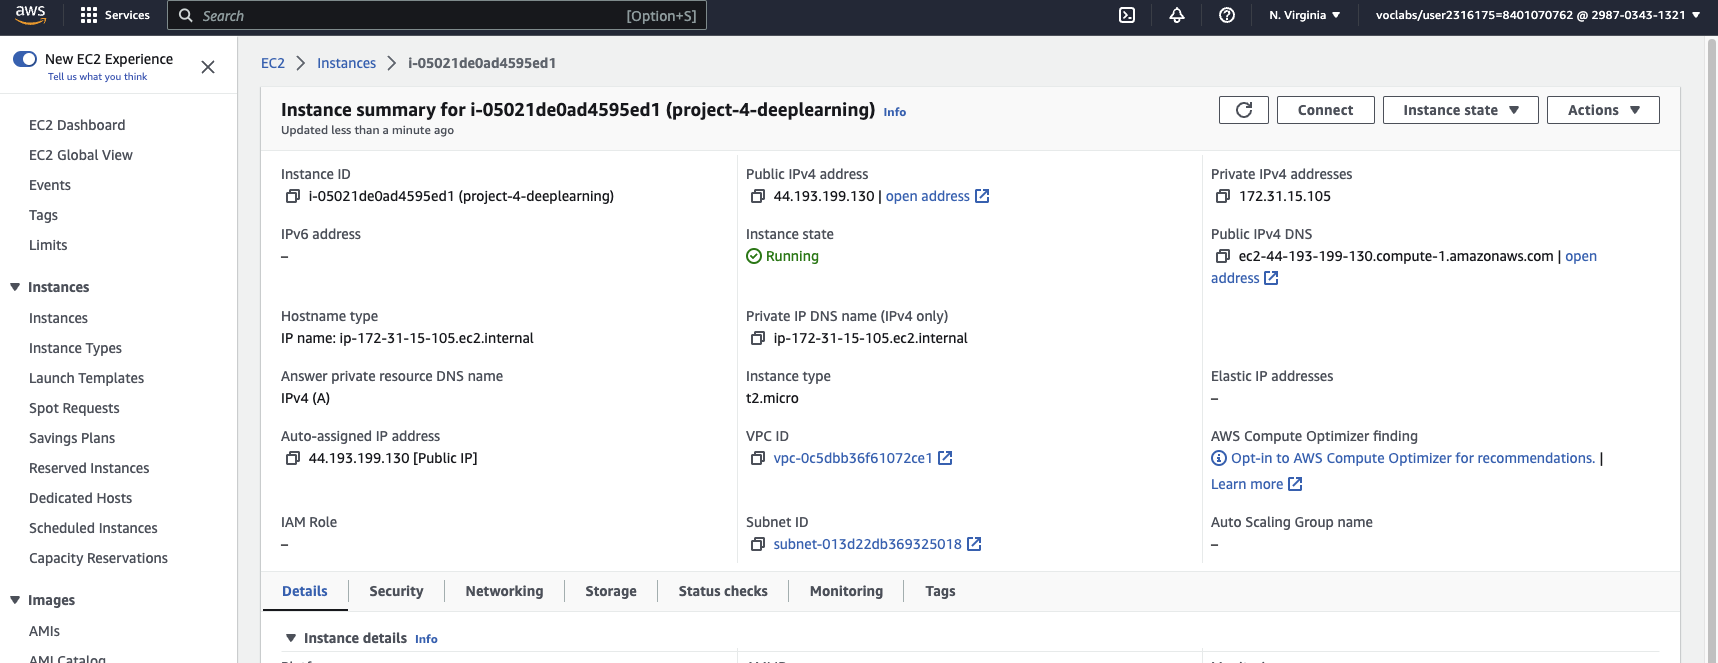 aws
Services
Search
[Option+S]
N. Virginia
voclabs/user2316175=8401070762 @ 2987-0343-1321
New EC2 Experience
Tell us what you think
EC2 Dashboard
EC2 Global View
Events
Tags
Limits
Instances
Instances
Instance Types
Launch Templates
Spot Requests
Savings Plans
Reserved Instances
Dedicated Hosts
Scheduled Instances
Capacity Reservations
Images
AMIs
AMI Catalog
EC2 > Instances > i-05021de0ad4595ed1
Instance summary for i-05021de0ad4595ed1 (project-4-deeplearning) Info
Updated less than a minute ago
Connect
Instance state
Actions
Instance ID
i-05021de0ad4595ed1 (project-4-deeplearning)
Public IPv4 address
44.193.199.130 | open address
Private IPv4 addresses
172.31.15.105
IPv6 address
–
Instance state
Running
Public IPv4 DNS
ec2-44-193-199-130.compute-1.amazonaws.com | open
address
Hostname type
IP name: ip-172-31-15-105.ec2.internal
Private IP DNS name (IPv4 only)
ip-172-31-15-105.ec2.internal
Answer private resource DNS name
IPv4 (A)
Instance type
t2.micro
Elastic IP addresses
–
Auto-assigned IP address
44.193.199.130 [Public IP]
VPC ID
vpc-0c5dbb36f61072ce1
AWS Compute Optimizer finding
Opt-in to AWS Compute Optimizer for recommendations. |
Learn more
IAM Role
–
Subnet ID
subnet-013d22db369325018
Auto Scaling Group name
–
Details
Security
Networking
Storage
Status checks
Monitoring
Tags
Instance details Info